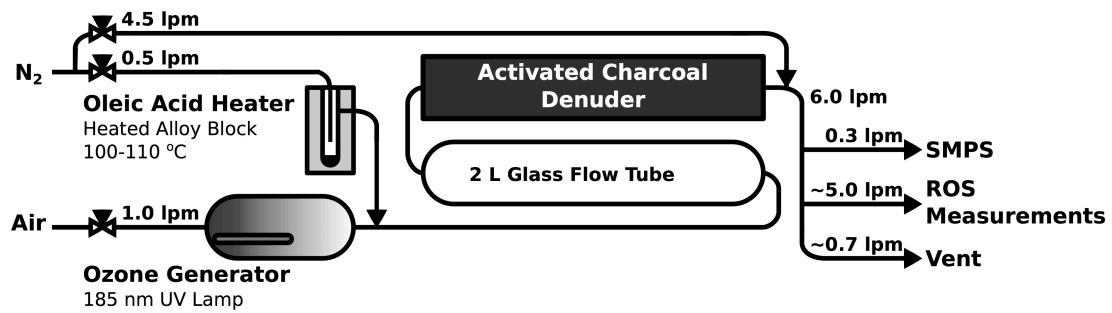 4.5 lpm
N2
0.5 lpm
Oleic Acid Heater
Heated Alloy Block
100-110 ºC
Activated Charcoal
Denuder
6.0 lpm
0.3 lpm
SMPS
2 L Glass Flow Tube
~5.0 lpm
ROS
Measurements
Air
1.0 lpm
~0.7 lpm
Vent
Ozone Generator
185 nm UV Lamp